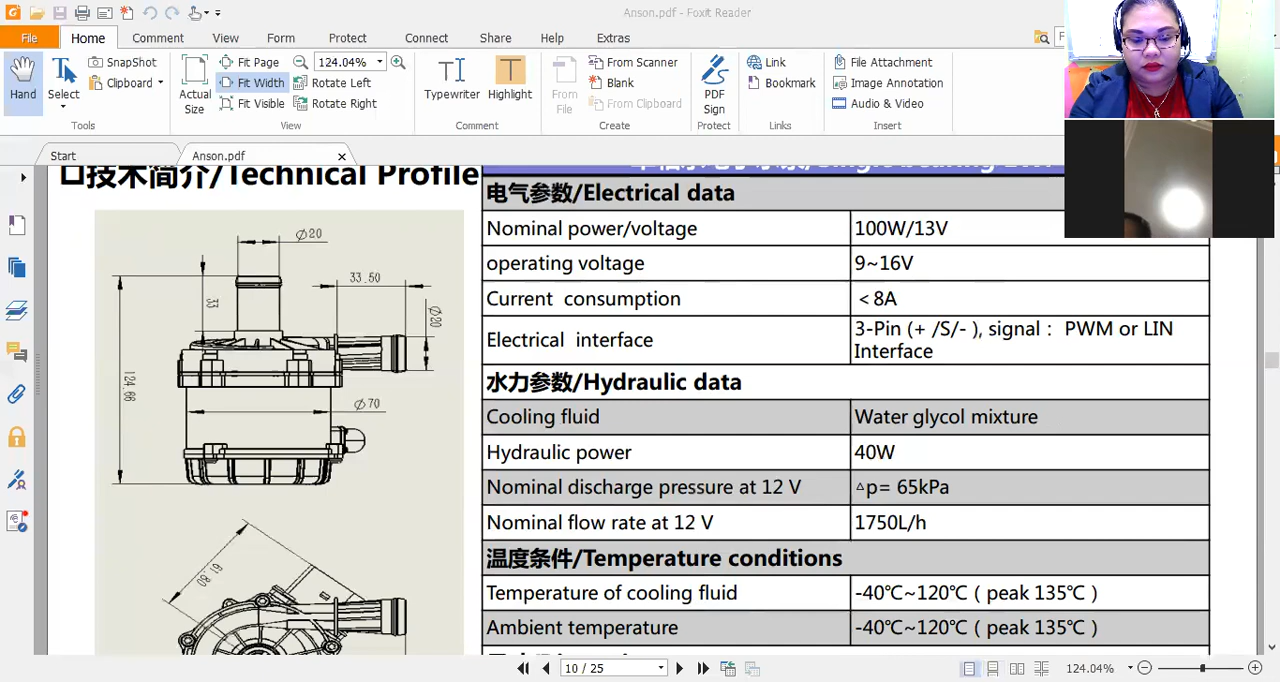 Anson.pdf - Foxit Reader
File Home Comment View Form Protect Connect Share Help Extras
Hand
Select
SnapShot
Clipboard
Tools
Actual
Size
Fit Page
Fit Width
Fit Visible
124.04%
Rotate Left
Rotate Right
View
Typewriter
Highlight
Comment
From
File
From Scanner
Blank
From Clipboard
Create
PDF
Sign
Protect
Link
Bookmark
Links
File Attachment
Image Annotation
Audio & Video
Insert
Start
Anson.pdf
技术简介/Technical Profile
电气参数/Electrical data
Nominal power/voltage 100W/13V
operating voltage 9~16V
Current consumption ＜8A
Electrical interface 3-Pin (+ /S/- ), signal： PWM or LIN
Interface
水力参数/Hydraulic data
Cooling fluid Water glycol mixture
Hydraulic power 40W
Nominal discharge pressure at 12 V △p= 65kPa
Nominal flow rate at 12 V 1750L/h
温度条件/Temperature conditions
Temperature of cooling fluid -40℃~120℃ ( peak 135℃ )
Ambient temperature -40℃~120℃ ( peak 135℃ )
∅20
33.50
33
∅20
124.66
∅70
61.80
10 / 25
124.04%